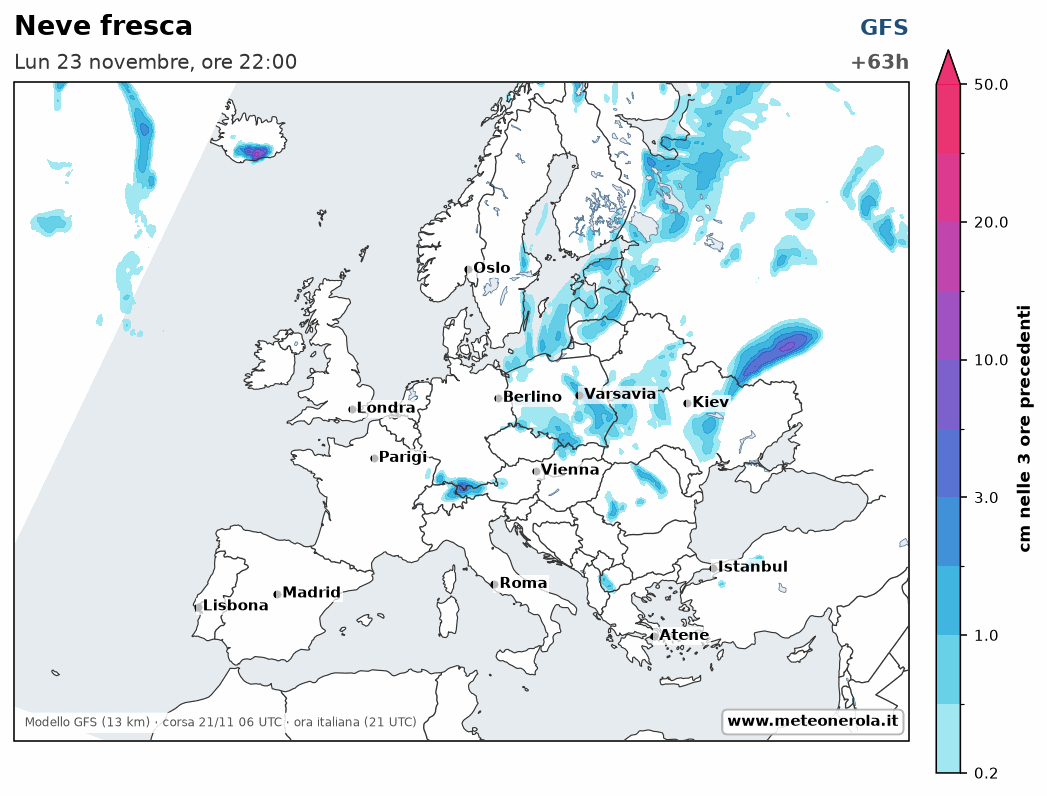 Neve fresca
GFS
Lun 23 novembre, ore 22:00
+63h
50.0
20.0
10.0
3.0
1.0
0.2
cm nelle 3 ore precedenti
Oslo
Londra
Berlino
Varsavia
Kiev
Parigi
Vienna
Istanbul
Roma
Madrid
Lisbona
Atene
Modello GFS (13 km) · corsa 21/11 06 UTC · ora italiana (21 UTC)
www.meteonerola.it